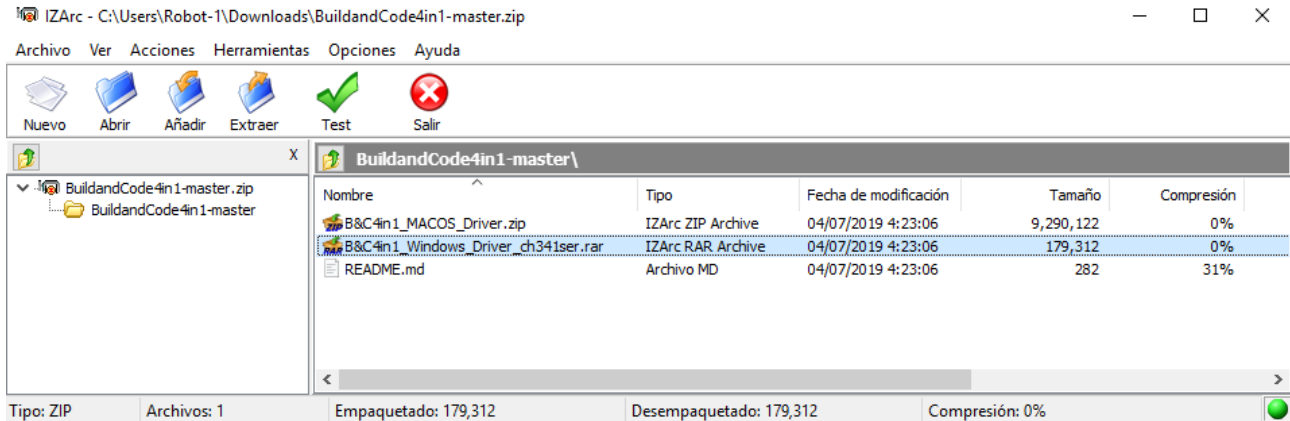 IZArc - C:\Users\Robot-1\Downloads\BuildandCode4in1-master.zip
Archivo Ver Acciones Herramientas Opciones Ayuda
Nuevo Abrir Añadir Extraer Test Salir
X
BuildandCode4in1-master\
BuildandCode4in1-master.zip
BuildandCode4in1-master
Nombre Tipo Fecha de modificación Tamaño Compresión
B&C4in1_MACOS_Driver.zip IZArc ZIP Archive 04/07/2019 4:23:06 9,290,122 0%
B&C4in1_Windows_Driver_ch341ser.rar IZArc RAR Archive 04/07/2019 4:23:06 179,312 0%
README.md Archivo MD 04/07/2019 4:23:06 282 31%
Tipo: ZIP Archivos: 1 Empaquetado: 179,312 Desempaquetado: 179,312 Compresión: 0%